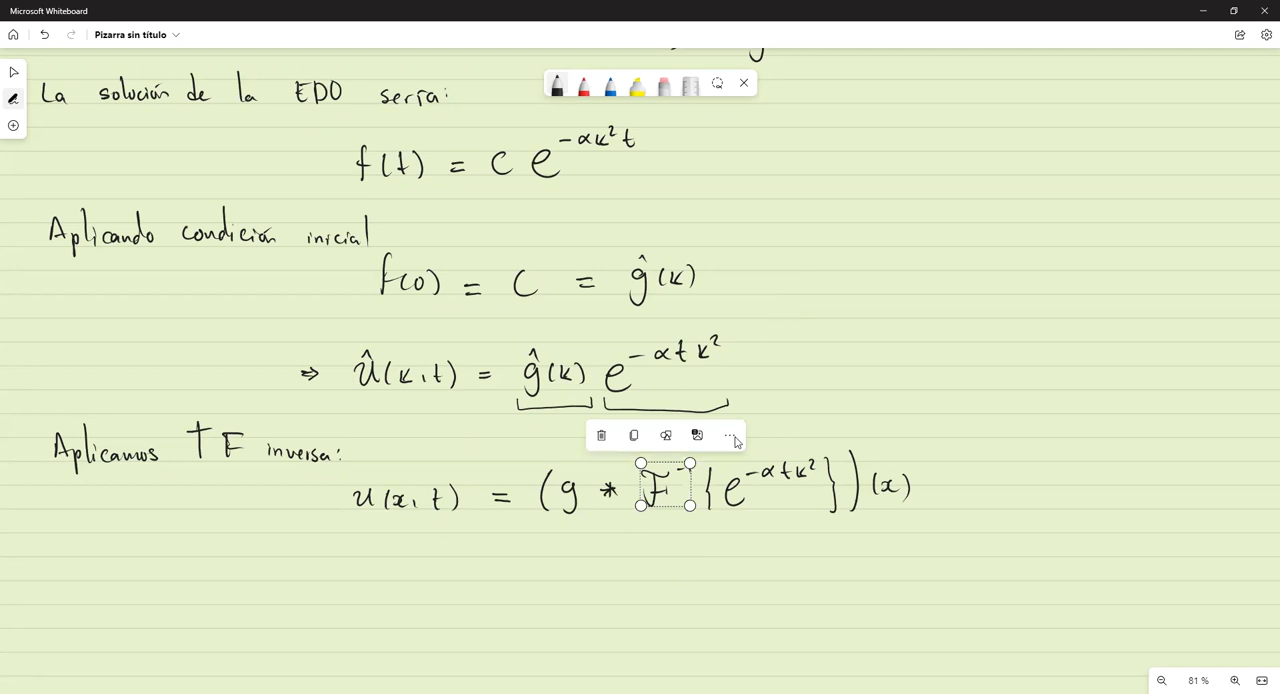 Microsoft Whiteboard
Pizarra sin título
La solución de la EDO sería:
f(t) = C e^{-αk²t}
Aplicando condición inicial
f(0) = C = ĝ(k)
⇒ û(k,t) = ĝ(k) e^{-αtk²}
Aplicamos TF inversa:
u(x,t) = (g * F⁻¹{e^{-αtk²}})(x)
81 %